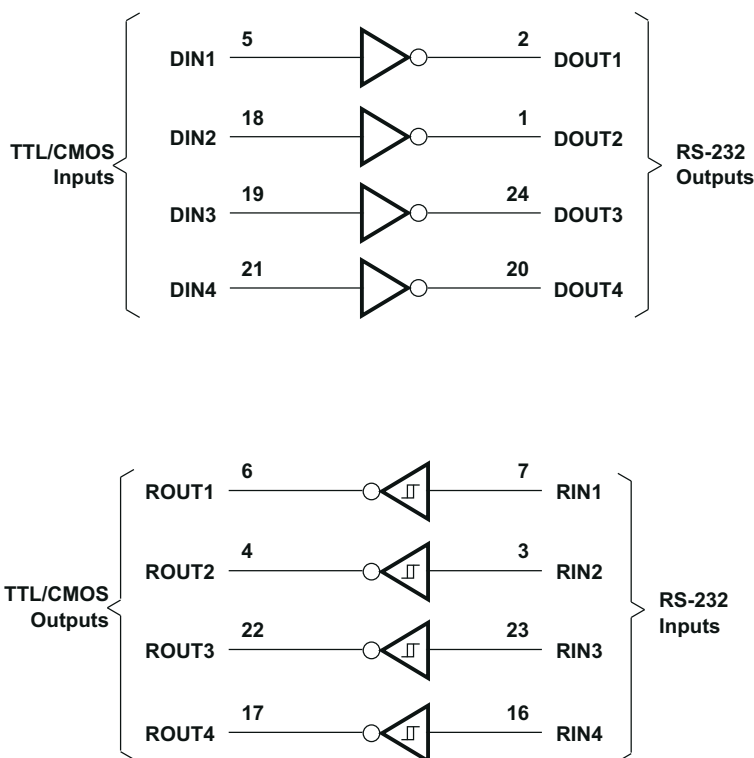 DIN1 5 2 DOUT1
DIN2 18 1 DOUT2
TTL/CMOS
Inputs
RS-232
Outputs
DIN3 19 24 DOUT3
DIN4 21 20 DOUT4
ROUT1 6 7 RIN1
ROUT2 4 3 RIN2
TTL/CMOS
Outputs
RS-232
Inputs
ROUT3 22 23 RIN3
ROUT4 17 16 RIN4